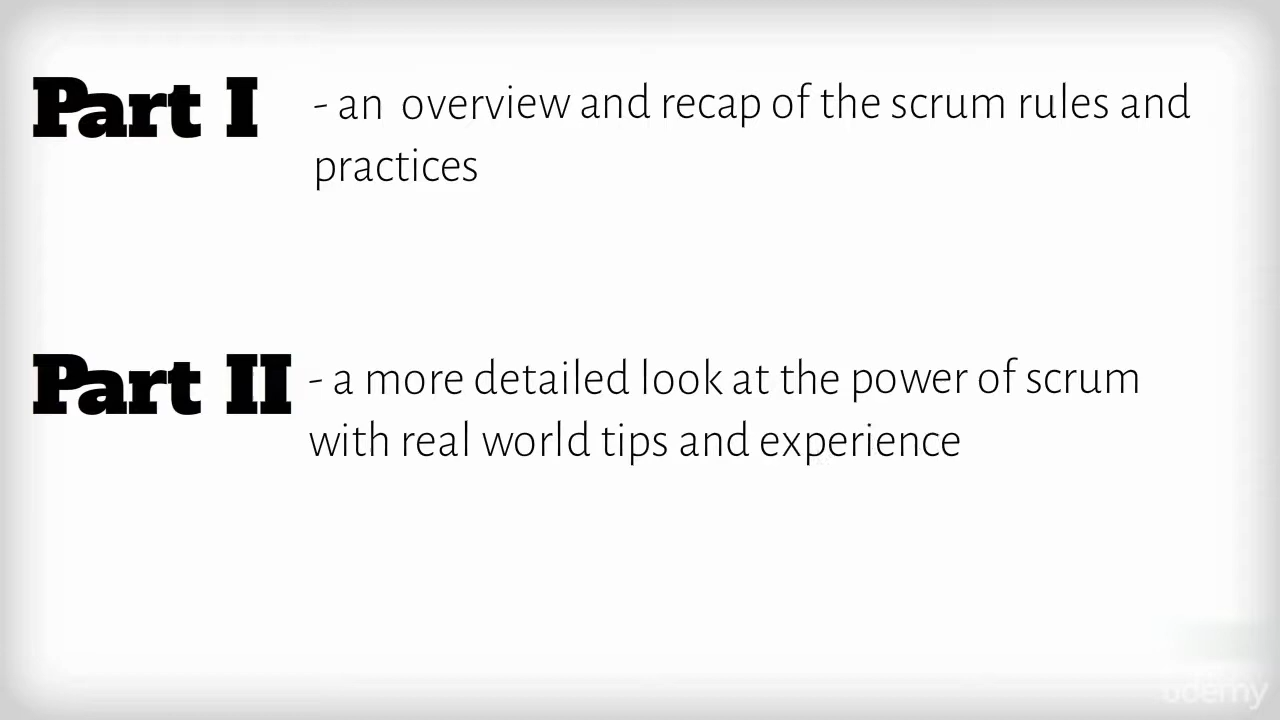 Part I - an overview and recap of the scrum rules and
practices
Part II - a more detailed look at the power of scrum
with real world tips and experience
udemy